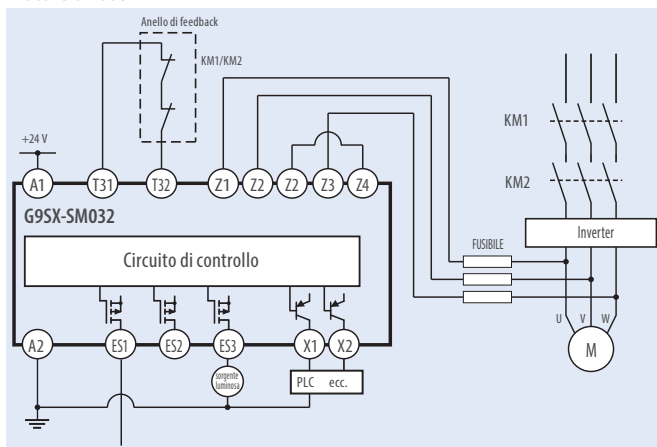 Anello di feedback
KM1/KM2
+24 V
KM1
KM2
A1 T31 T32 Z1 Z2 Z2 Z3 Z4
G9SX-SM032
Inverter
FUSIBILE
Circuito di controllo
U V W
M
A2 ES1 ES2 ES3 X1 X2
sorgente
luminosa
PLC ecc.